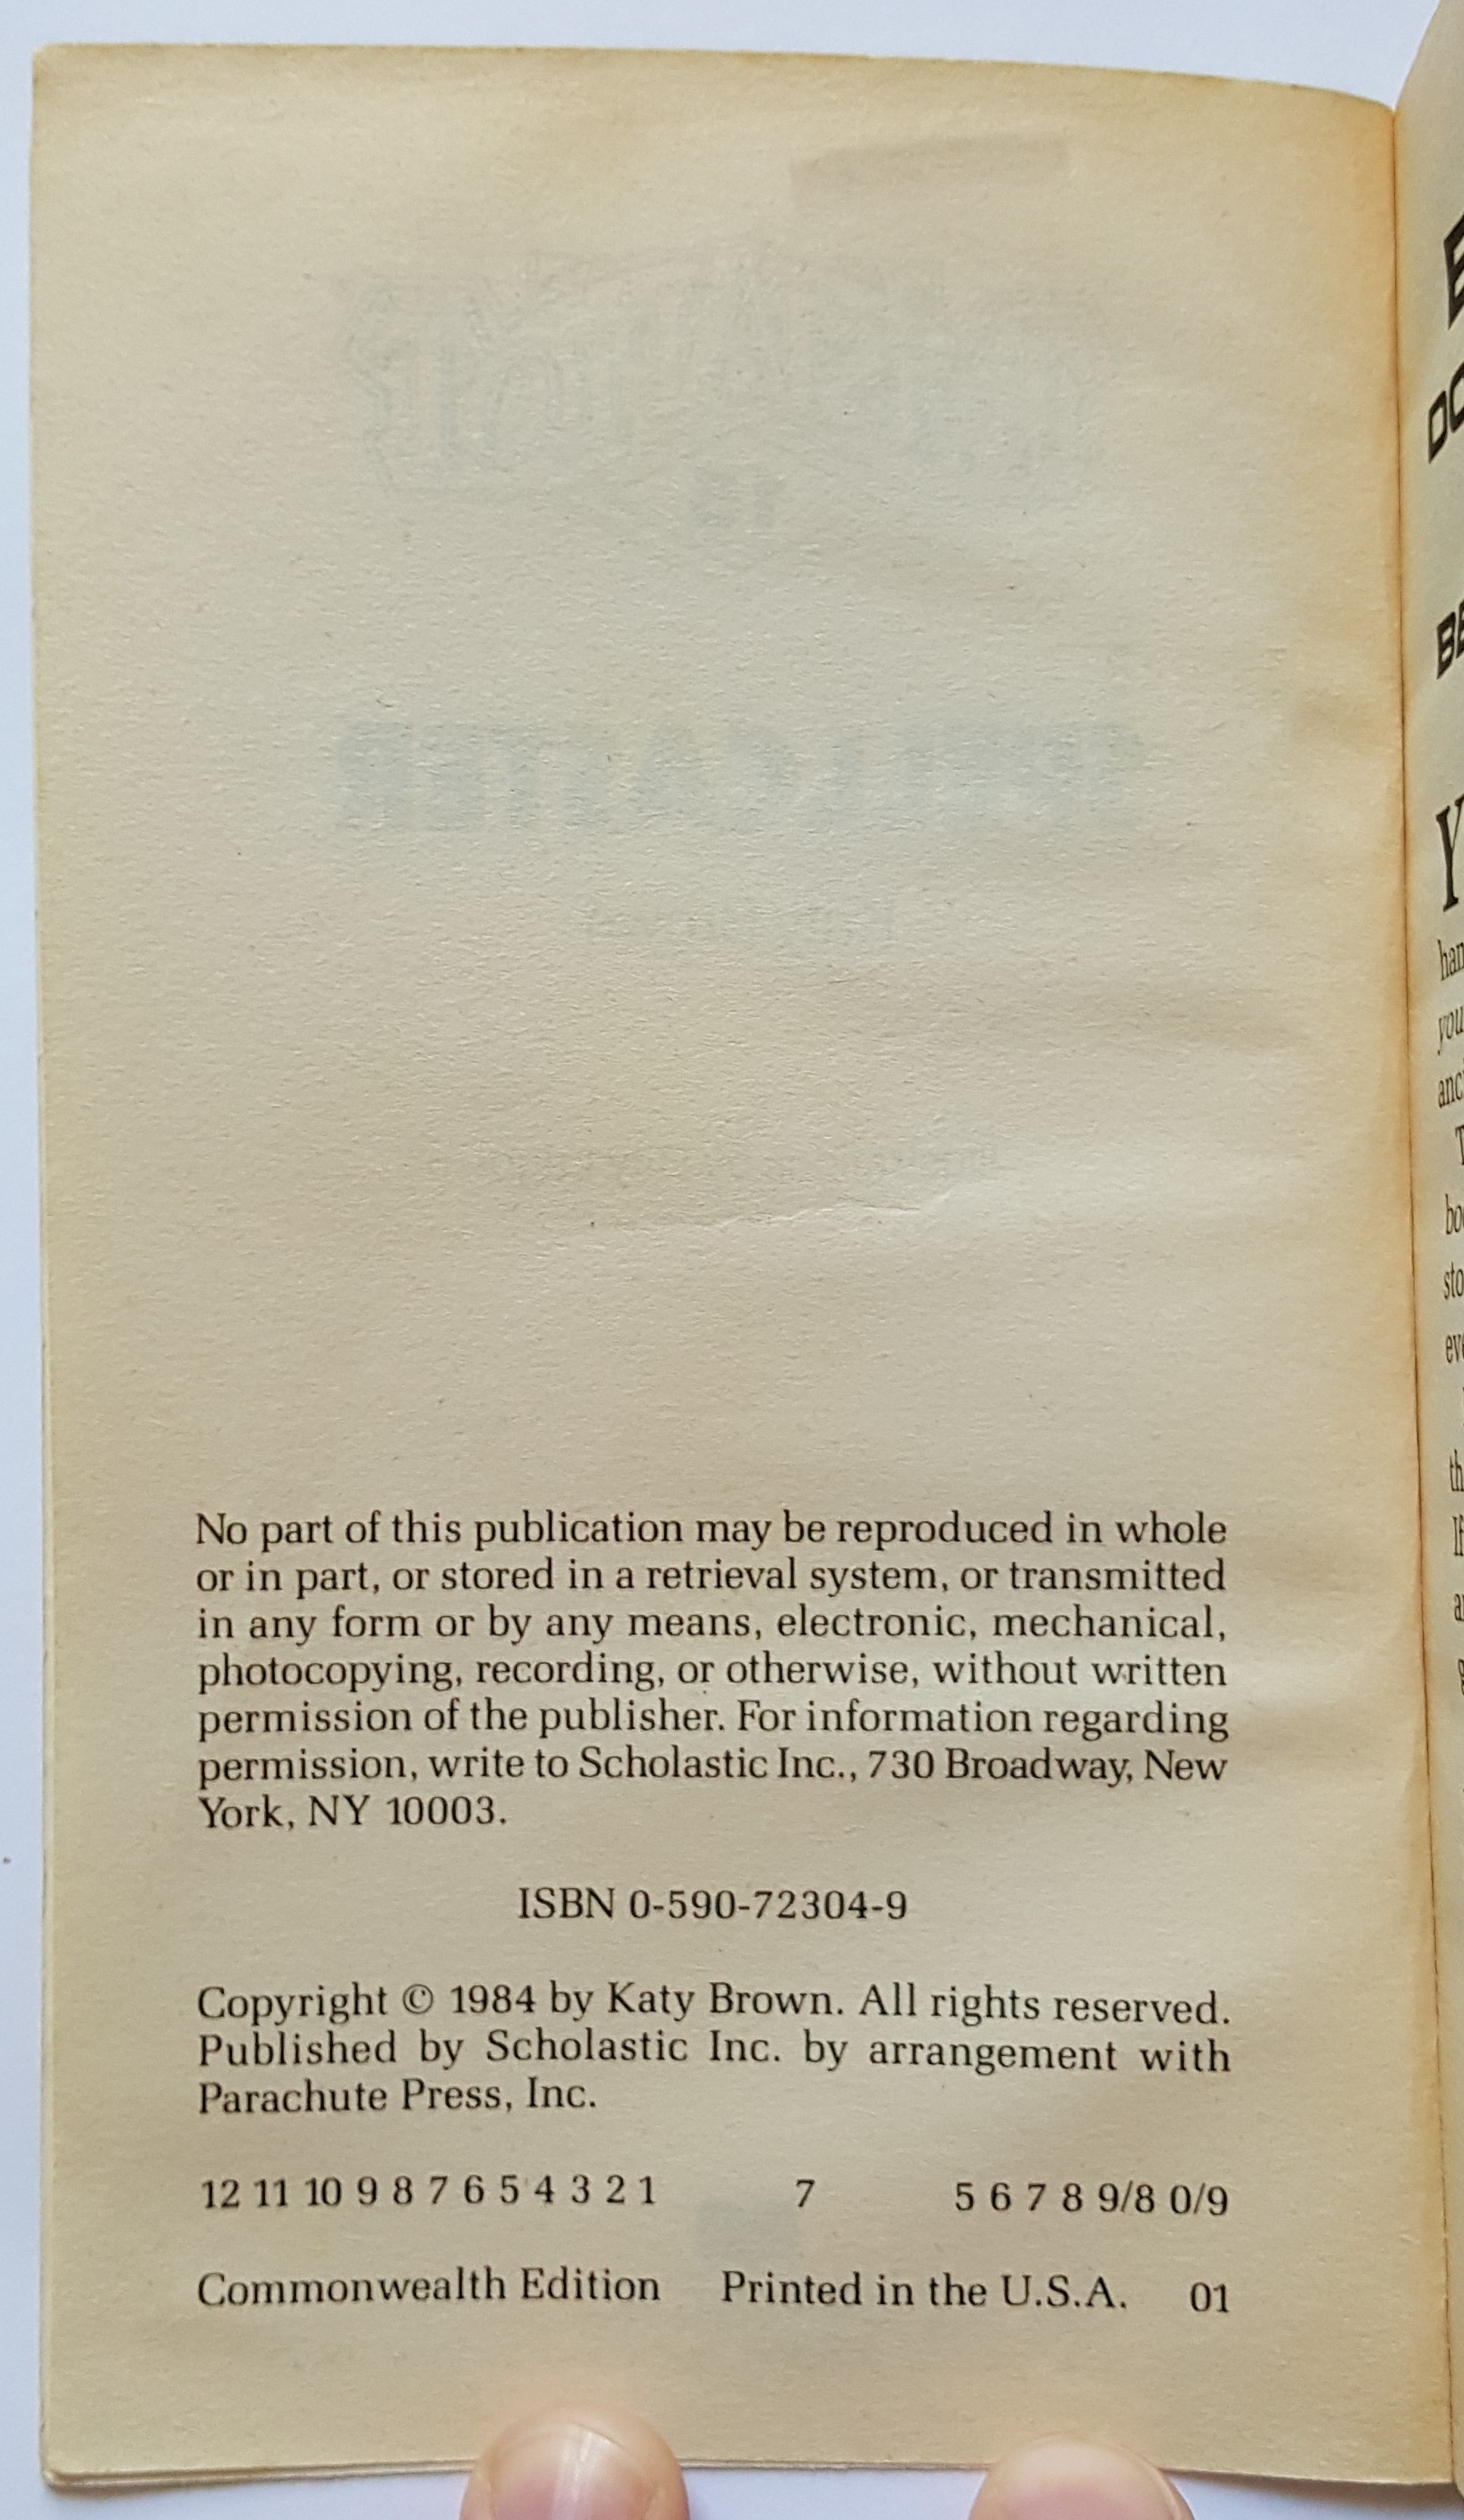 No part of this publication may be reproduced in whole
or in part, or stored in a retrieval system, or transmitted
in any form or by any means, electronic, mechanical,
photocopying, recording, or otherwise, without written
permission of the publisher. For information regarding
permission, write to Scholastic Inc., 730 Broadway, New
York, NY 10003.
ISBN 0-590-72304-9
Copyright © 1984 by Katy Brown. All rights reserved.
Published by Scholastic Inc. by arrangement with
Parachute Press, Inc.
12 11 10 9 8 7 6 5 4 3 2 1 7 5 6 7 8 9/8 0/9
Commonwealth Edition Printed in the U.S.A. 01